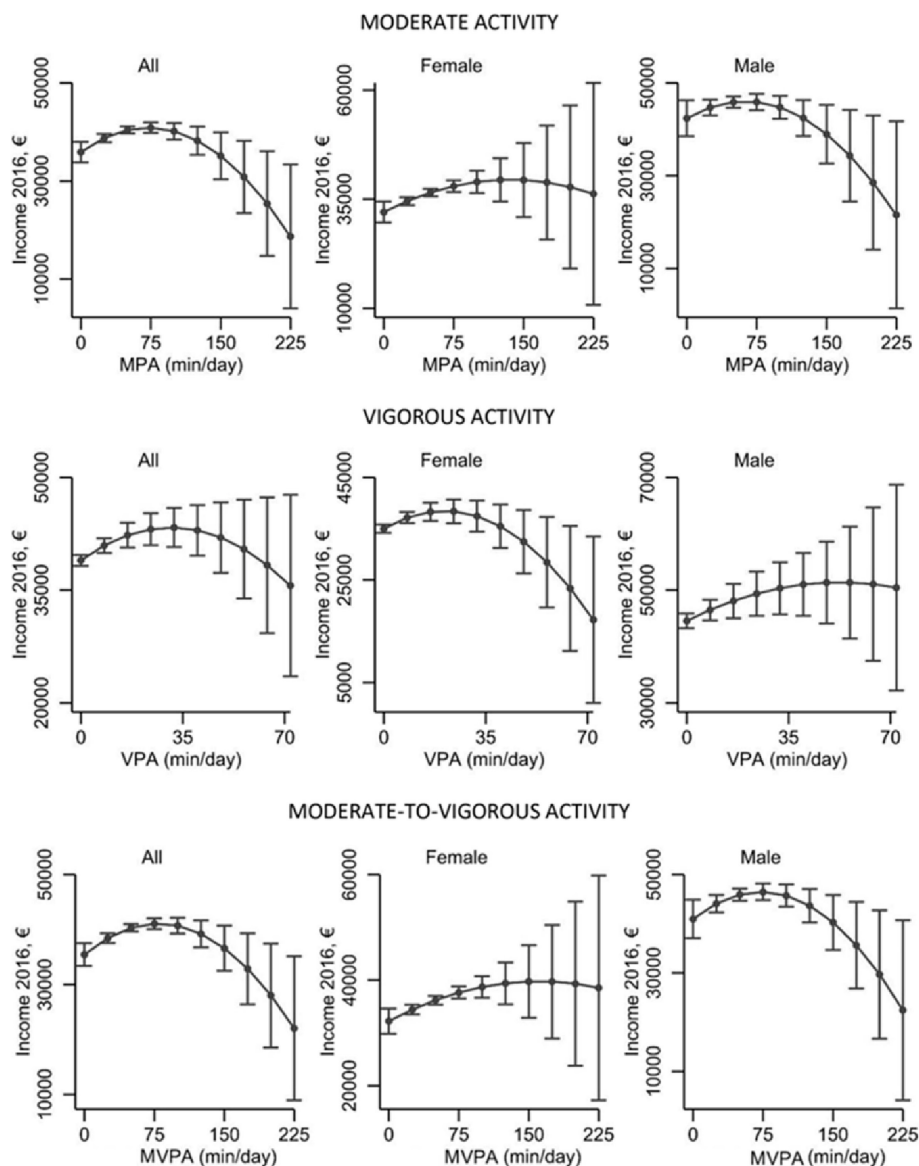 MODERATE ACTIVITY
All
Female
Male
Income 2016, €
50000
30000
10000
0 75 150 225
MPA (min/day)
Income 2016, €
60000
35000
10000
0 75 150 225
MPA (min/day)
Income 2016, €
50000
30000
10000
0 75 150 225
MPA (min/day)
VIGOROUS ACTIVITY
All
Female
Male
Income 2016, €
50000
35000
20000
0 35 70
VPA (min/day)
Income 2016, €
45000
25000
5000
0 35 70
VPA (min/day)
Income 2016, €
70000
50000
30000
0 35 70
VPA (min/day)
MODERATE-TO-VIGOROUS ACTIVITY
All
Female
Male
Income 2016, €
50000
30000
10000
0 75 150 225
MVPA (min/day)
Income 2016, €
60000
40000
20000
0 75 150 225
MVPA (min/day)
Income 2016, €
50000
30000
10000
0 75 150 225
MVPA (min/day)